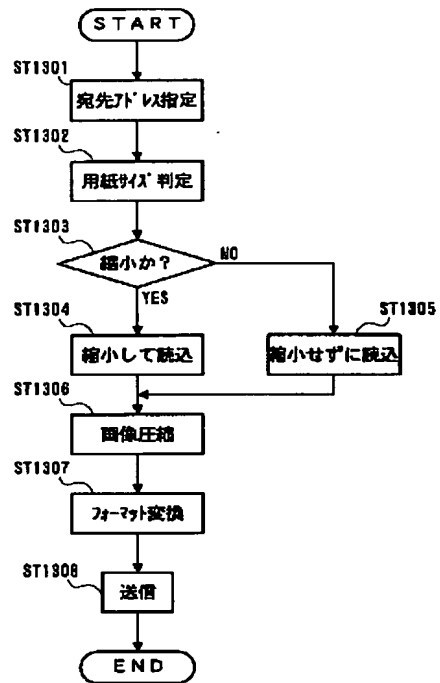 START
ST1301
宛先アドレス指定
ST1302
用紙サイズ判定
ST1303
縮小か?
NO
YES
ST1304
縮小して読込
ST1305
縮小せずに読込
ST1306
画像圧縮
ST1307
フォーマット変換
ST1308
送信
END